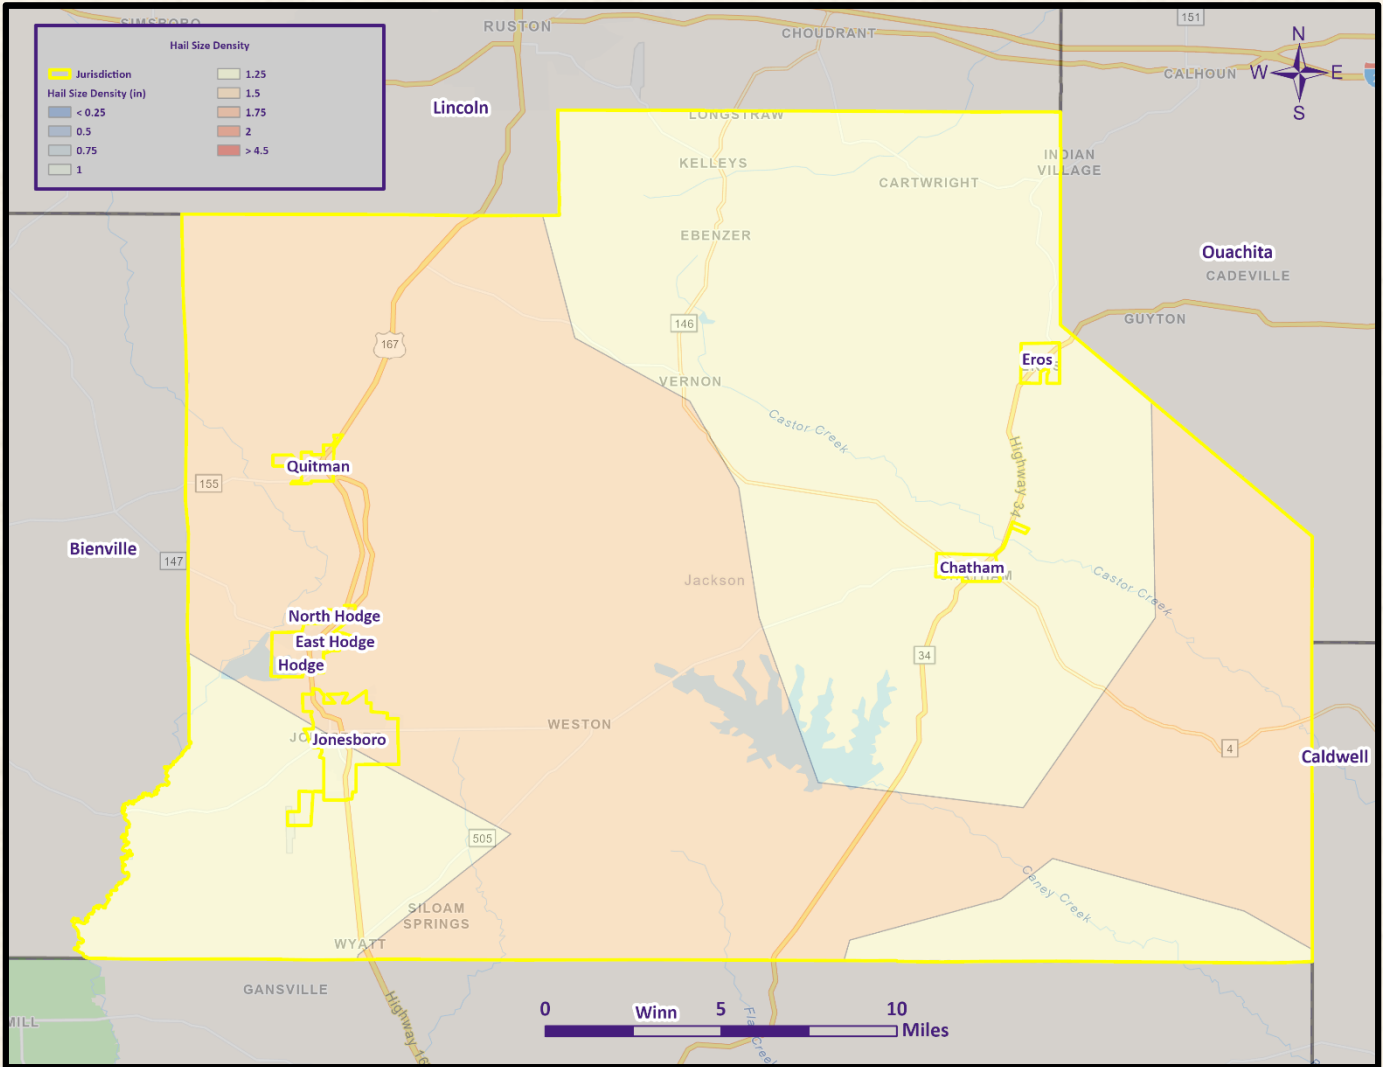 SIMSBORO
RUSTON
CHOUDRANT
151
N
W
E
S
CALHOUN
Hail Size Density
Jurisdiction
Hail Size Density (in)
< 0.25
0.5
0.75
1
1.25
1.5
1.75
2
> 4.5
Lincoln
LONGSTRAW
KELLEYS
CARTWRIGHT
INDIAN
VILLAGE
EBENZER
Ouachita
CADEVILLE
GUYTON
146
167
Eros
VERNON
Castor Creek
Highway 34
Quitman
155
Bienville
147
Chatham
Jackson
Castor Creek
North Hodge
East Hodge
Hodge
34
WESTON
Jonesboro
4
Caldwell
505
SILOAM
SPRINGS
WYATT
Caney Creek
GANSVILLE
Highway 16
Winn
0
5
10
Miles